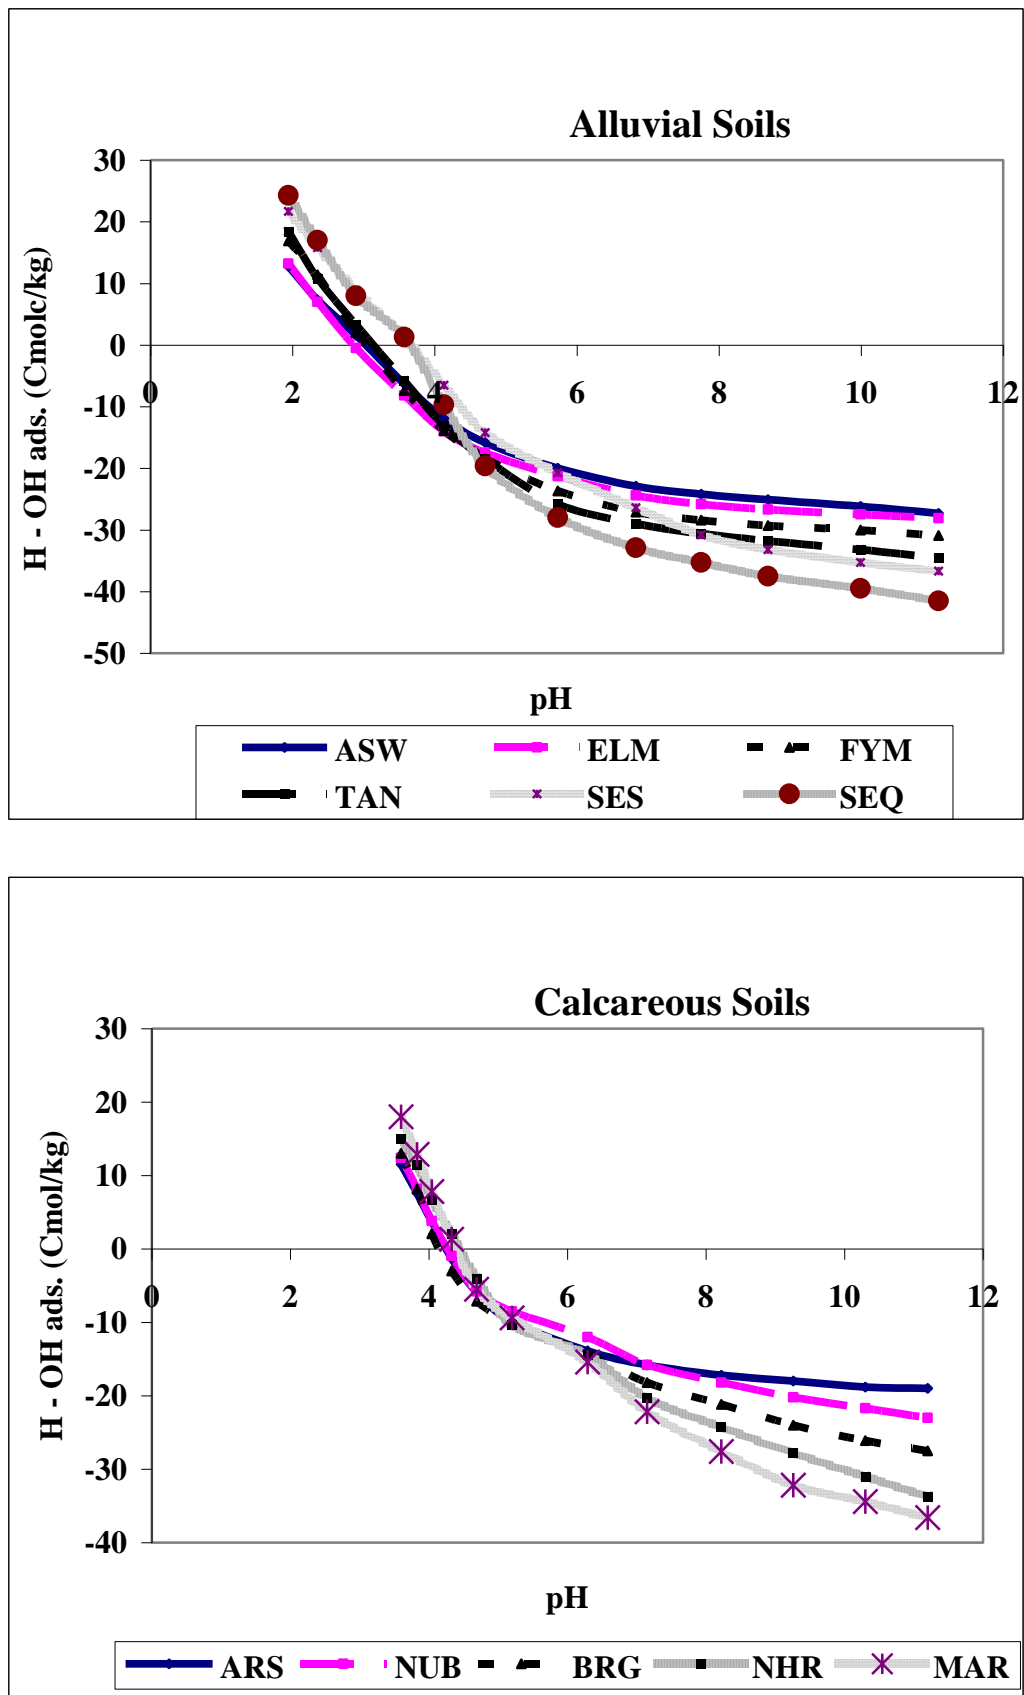 Alluvial Soils
30
20
10
0
-10
-20
-30
-40
-50
0 2 4 6 8 10 12
H - OH ads. (Cmolc/kg)
pH
ASW ELM FYM
TAN SES SEQ
Calcareous Soils
30
20
10
0
-10
-20
-30
-40
0 2 4 6 8 10 12
H - OH ads. (Cmol/kg)
pH
ARS NUB BRG NHR MAR